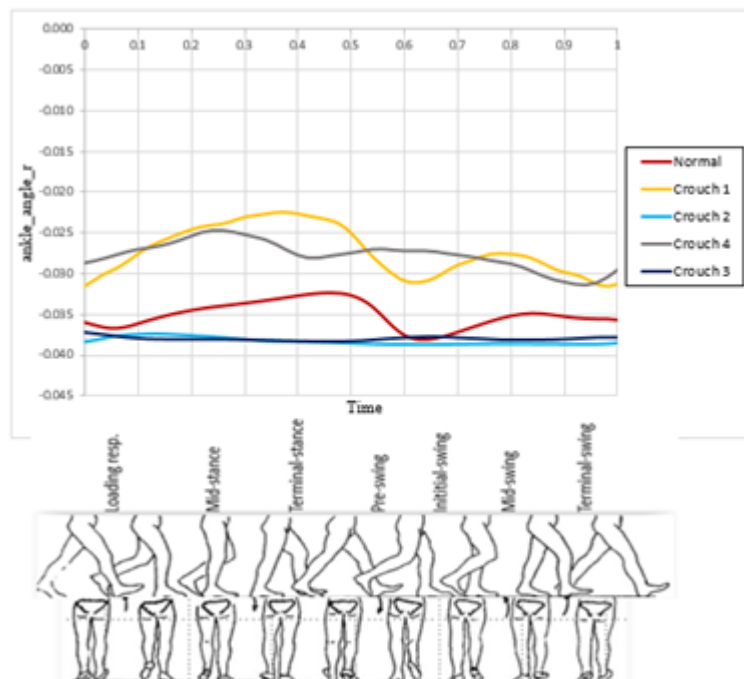 0.000
0 0.1 0.2 0.3 0.4 0.5 0.6 0.7 0.8 0.9 1
-0.005
-0.010
-0.015
-0.020
-0.025
-0.030
-0.035
-0.040
-0.045
ankle_angle_r
Time
Normal
Crouch 1
Crouch 2
Crouch 4
Crouch 3
Loading resp.
Mid-stance
Terminal-stance
Pre-swing
Inititial-swing
Mid-swing
Terminal-swing